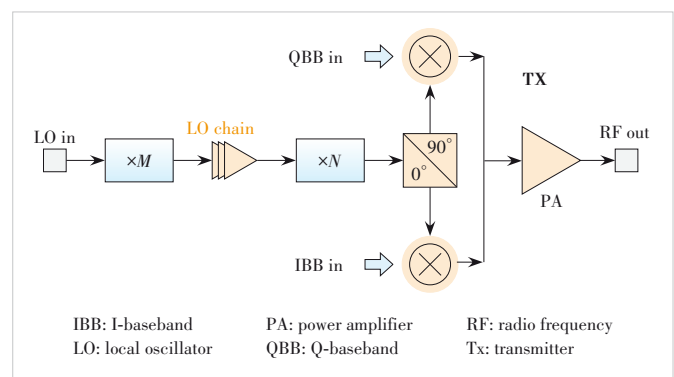 QBB in
TX
LO in
LO chain
RF out
×M
×N
90°
0°
PA
IBB in
IBB: I-baseband
PA: power amplifier
RF: radio frequency
LO: local oscillator
QBB: Q-baseband
Tx: transmitter